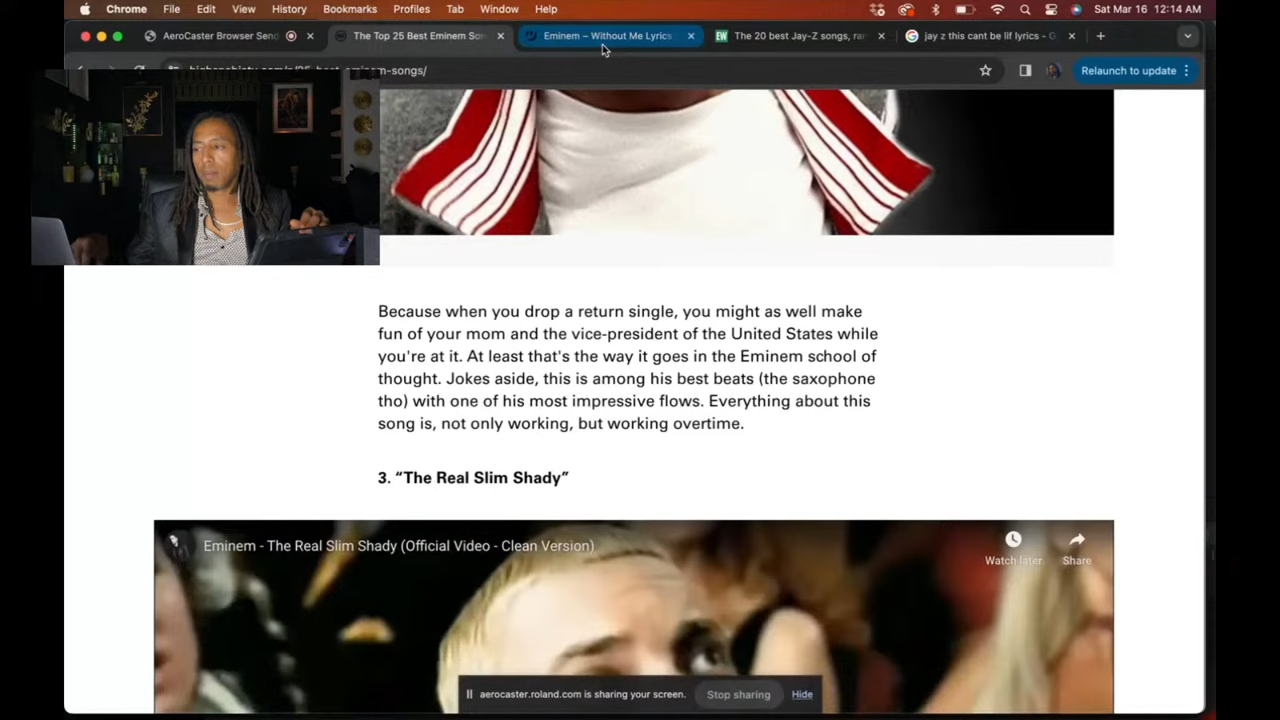 Chrome File Edit View History Bookmarks Profiles Tab Window Help Sat Mar 16 12:14 AM
AeroCaster Browser Send The Top 25 Best Eminem Son Eminem – Without Me Lyrics EW The 20 best Jay-Z songs, ran jay z this cant be lif lyrics - G
Relaunch to update
Because when you drop a return single, you might as well make
fun of your mom and the vice-president of the United States while
you're at it. At least that's the way it goes in the Eminem school of
thought. Jokes aside, this is among his best beats (the saxophone
tho) with one of his most impressive flows. Everything about this
song is, not only working, but working overtime.
3. “The Real Slim Shady”
Eminem - The Real Slim Shady (Official Video - Clean Version)
Watch later Share
aerocaster.roland.com is sharing your screen. Stop sharing Hide